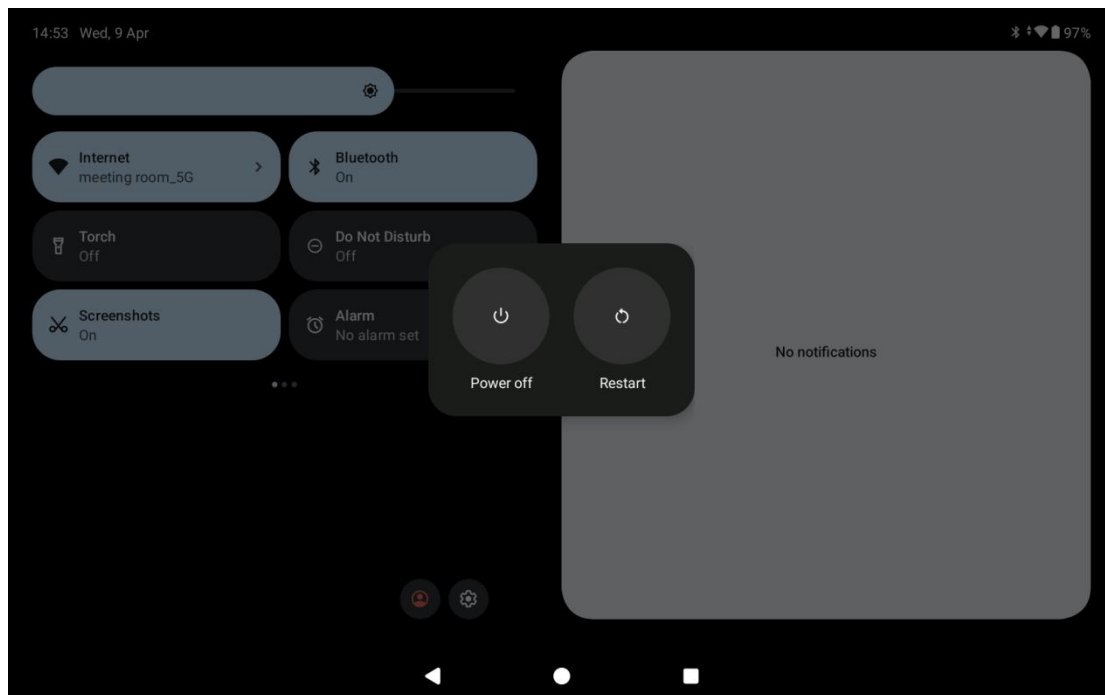 14:53 Wed, 9 Apr
97%
Internet
meeting room_5G
Bluetooth
On
Torch
Off
Do Not Disturb
Off
Screenshots
On
Alarm
No alarm set
Power off
Restart
No notifications